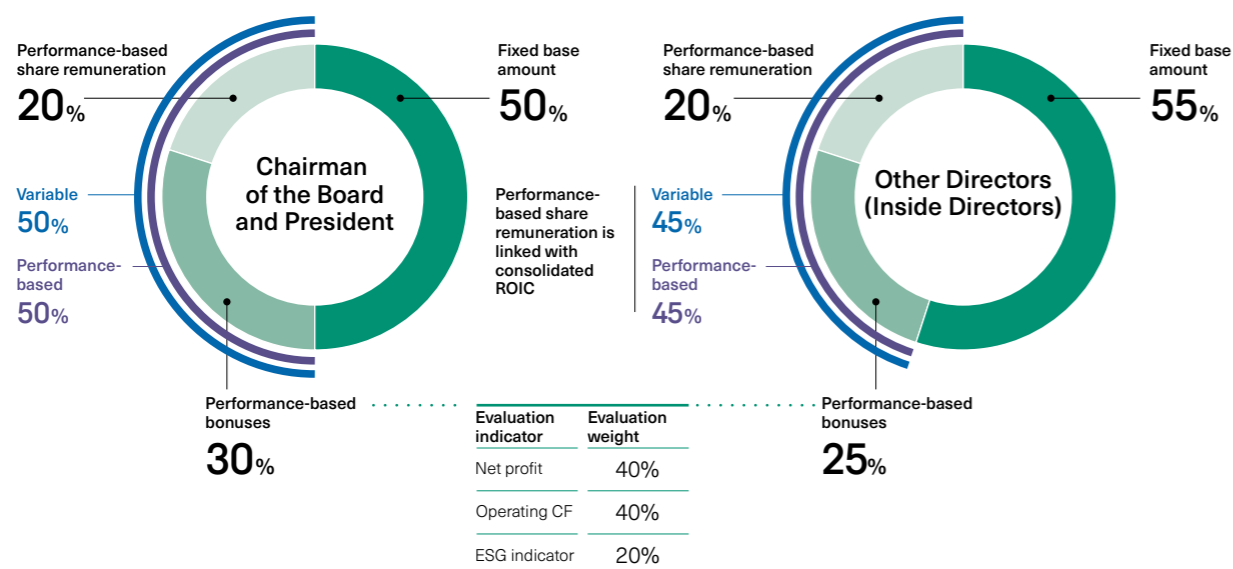 Performance-based
share remuneration
20%
Fixed base
amount
50%
Chairman
of the Board
and President
Variable
50%
Performance-
based
50%
Performance-based
bonuses
30%
Performance-
based share
remuneration is
linked with
consolidated
ROIC
Performance-based
share remuneration
20%
Fixed base
amount
55%
Other Directors
(Inside Directors)
Variable
45%
Performance-
based
45%
Performance-based
bonuses
25%
Evaluation indicator Evaluation weight
Net profit 40%
Operating CF 40%
ESG indicator 20%